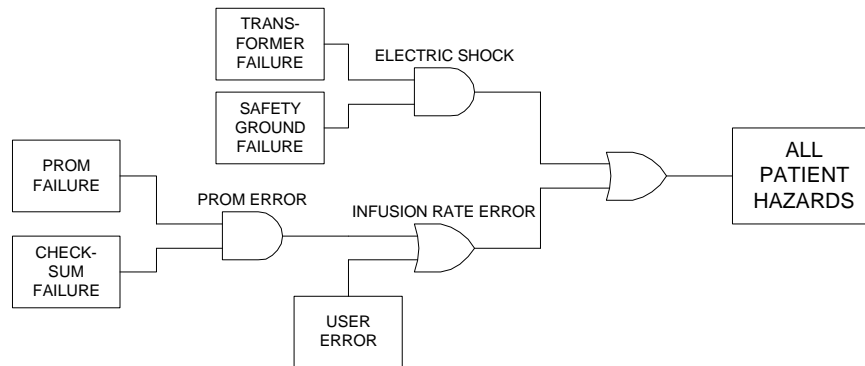 TRANS-
FORMER
FAILURE
ELECTRIC SHOCK
SAFETY
GROUND
FAILURE
ALL
PATIENT
HAZARDS
PROM
FAILURE
PROM ERROR
INFUSION RATE ERROR
CHECK-
SUM
FAILURE
USER
ERROR